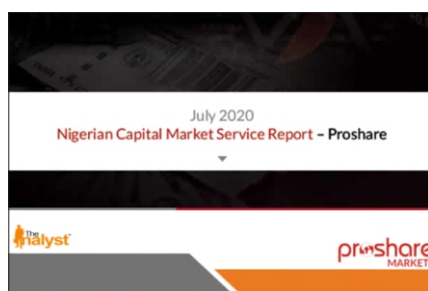 July 2020
Nigerian Capital Market Service Report – Proshare
The
nalyst
proshare
MARKET